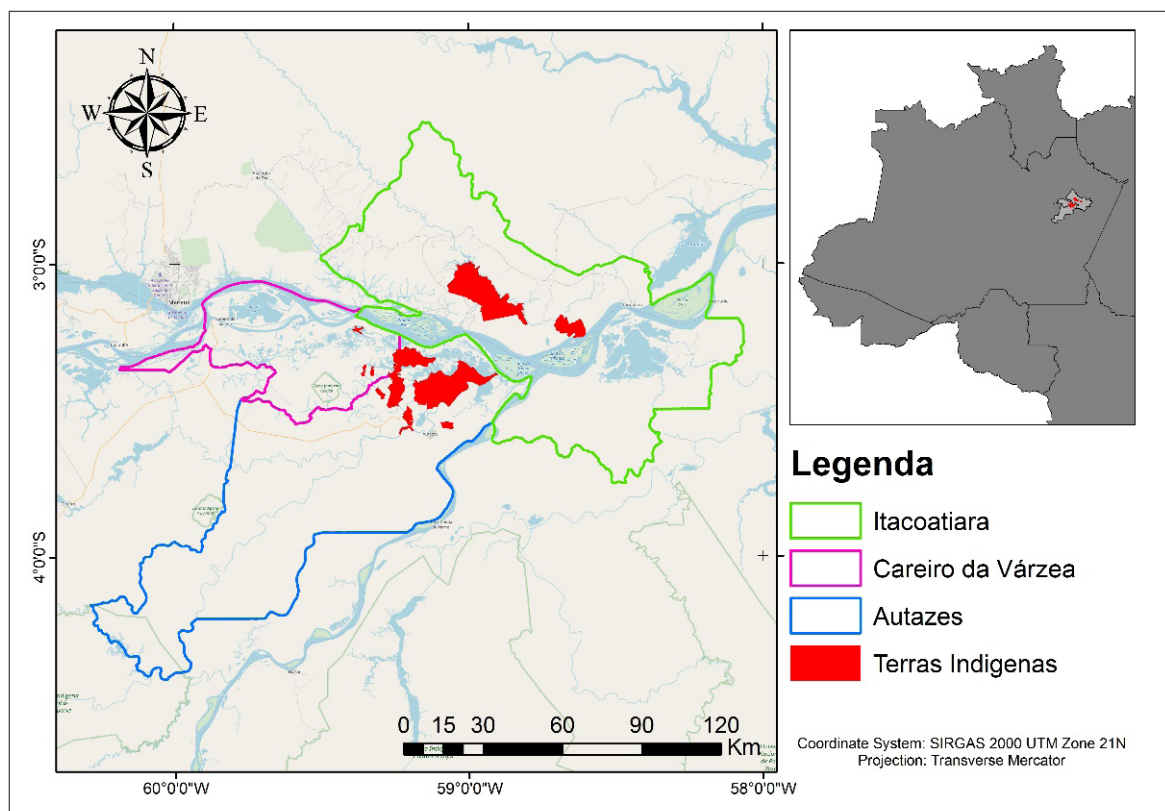 N
W
E
S
3°0'0"S
4°0'0"S
60°0'0"W
59°0'0"W
58°0'0"W
Manaus
Autazes
0 15 30 60 90 120
Km
Legenda
Itacoatiara
Careiro da Várzea
Autazes
Terras Indigenas
Coordinate System: SIRGAS 2000 UTM Zone 21N
Projection: Transverse Mercator